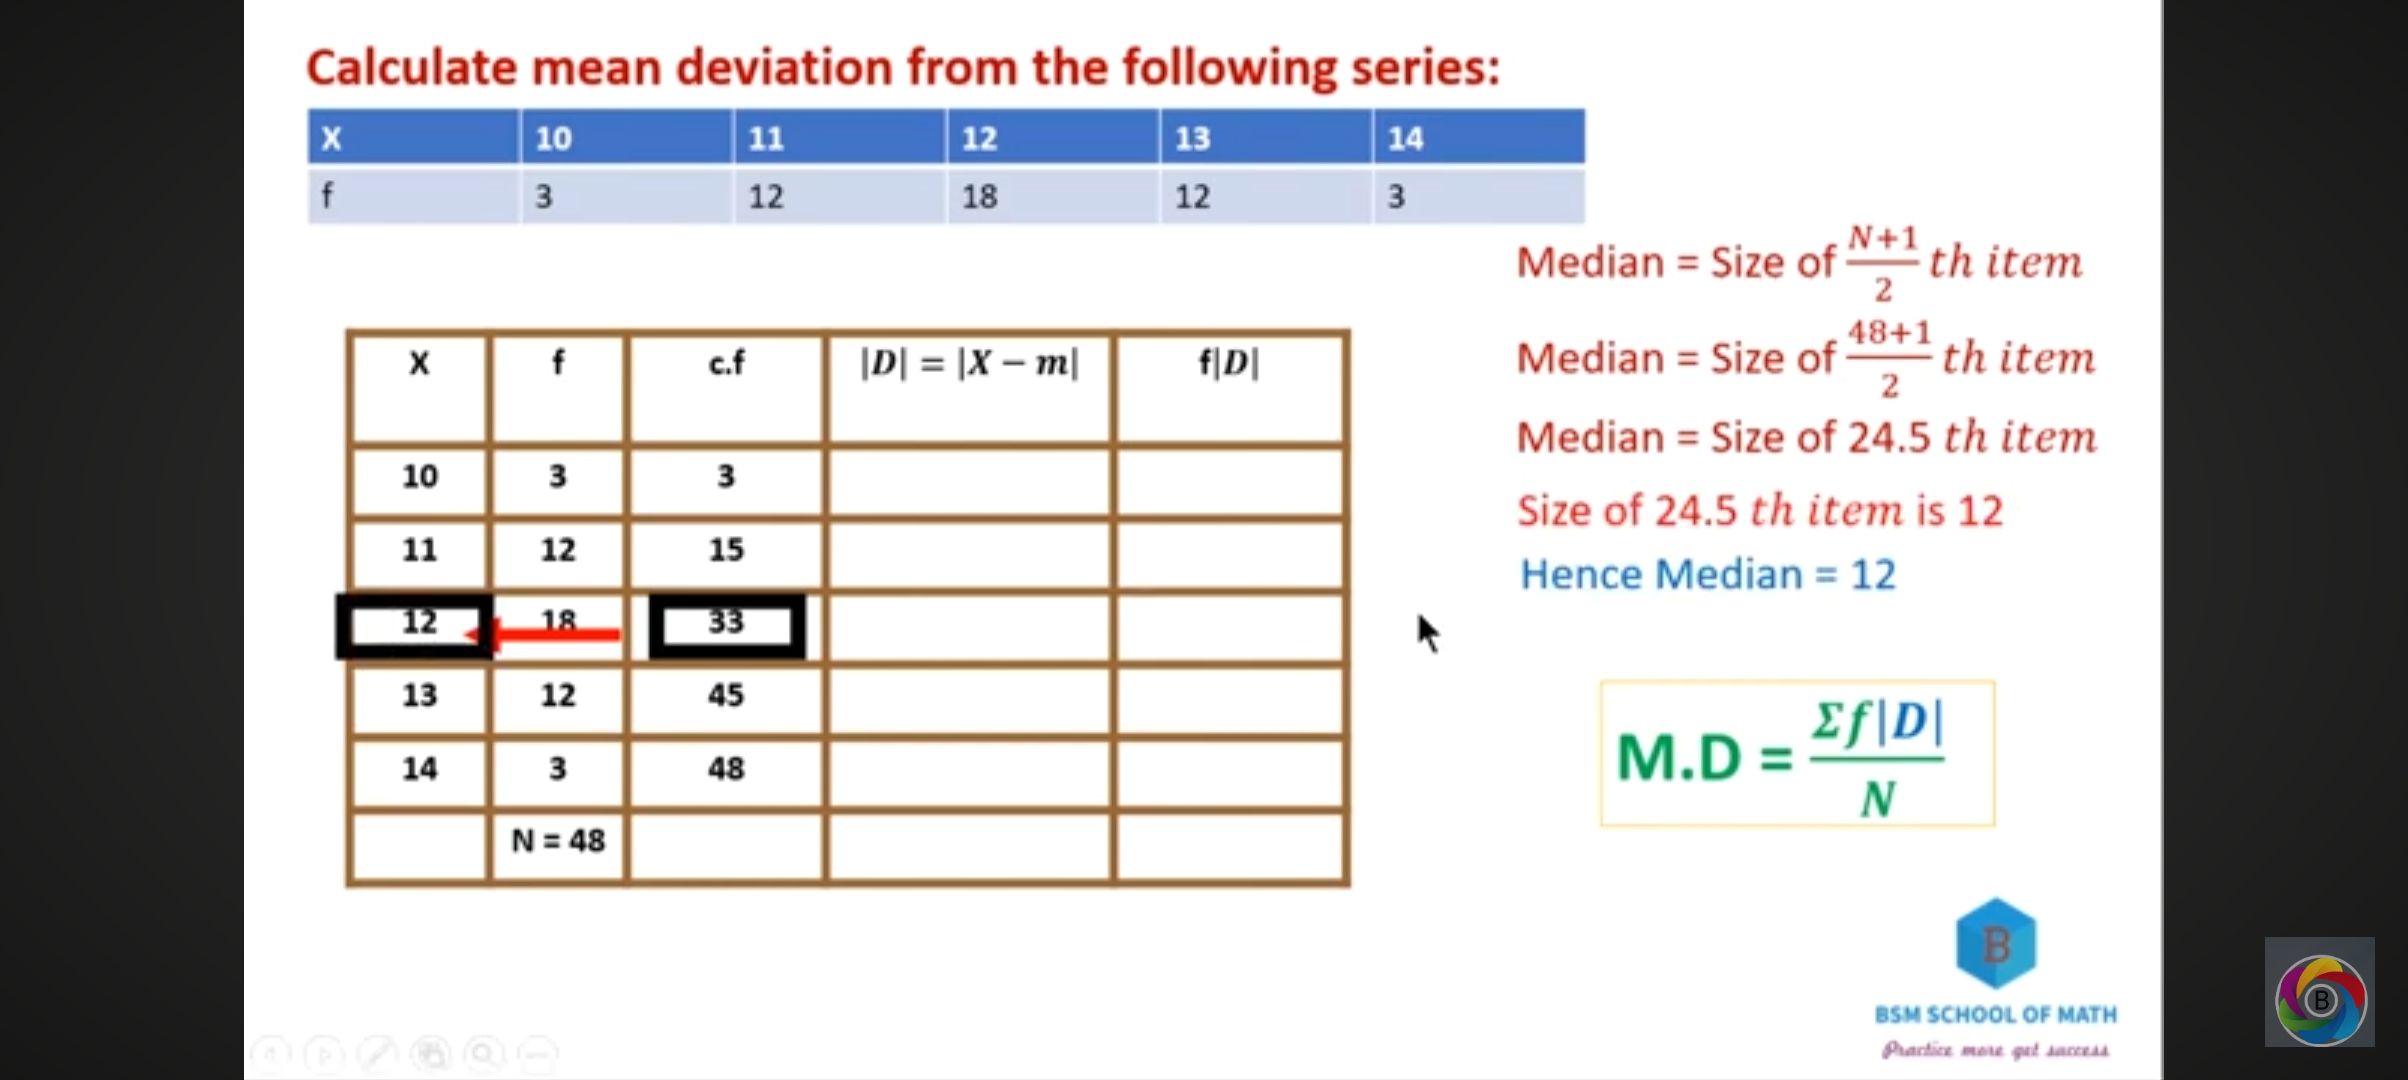 Calculate mean deviation from the following series:
X 10 11 12 13 14
f 3 12 18 12 3
Median = Size of \frac{N+1}{2} th item
Median = Size of \frac{48+1}{2} th item
Median = Size of 24.5 th item
Size of 24.5 th item is 12
Hence Median = 12
X f c.f |D| = |X − m| f|D|
10 3 3
11 12 15
12 18 33
13 12 45
14 3 48
N = 48
M.D = \frac{Σf|D|}{N}
B
BSM SCHOOL OF MATH
Practice more get success
B